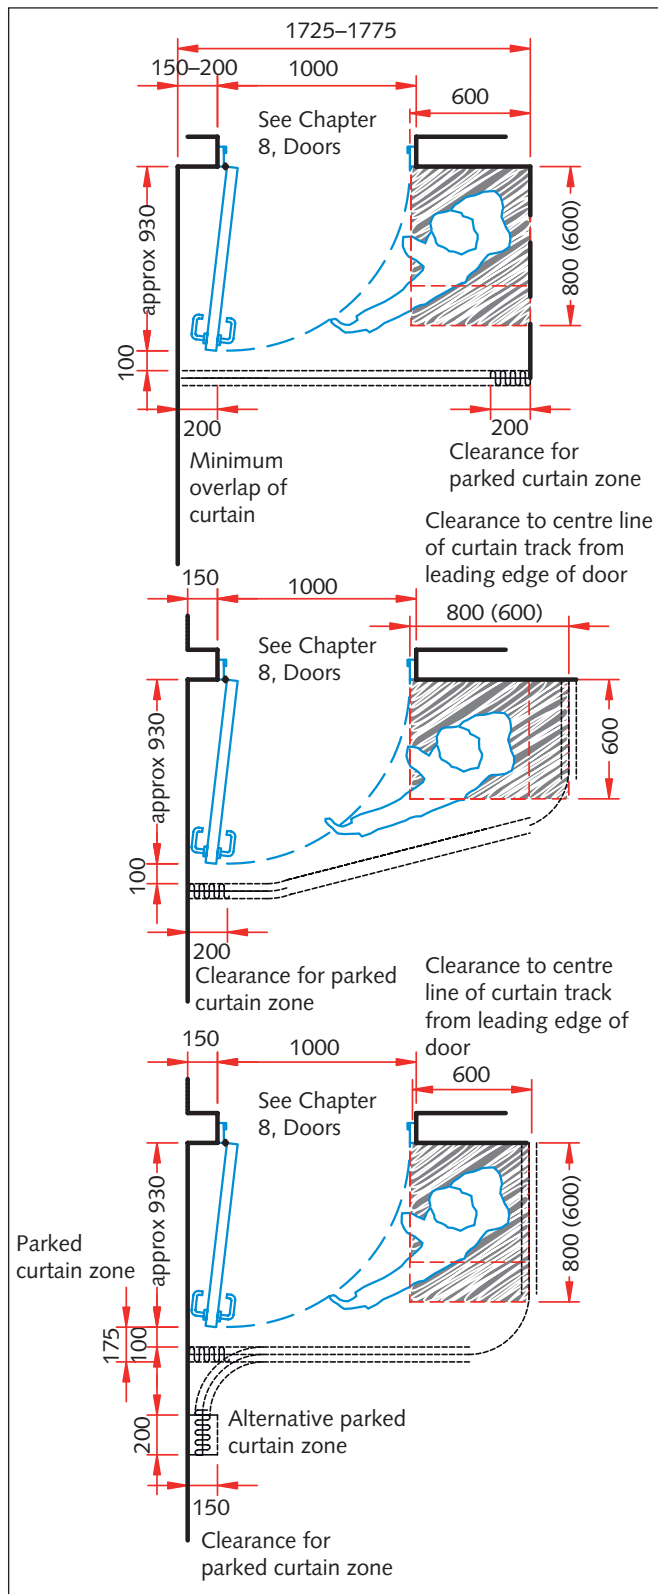 1725–1775
150–200
1000
600
See Chapter
8, Doors
approx 930
800 (600)
100
200
200
Minimum
overlap of
curtain
Clearance for
parked curtain zone
Clearance to centre line
of curtain track from
leading edge of door
150
1000
800 (600)
See Chapter
8, Doors
approx 930
600
100
200
Clearance for parked
curtain zone
Clearance to centre
line of curtain track
from leading edge of
door
150
1000
600
See Chapter
8, Doors
approx 930
800 (600)
Parked
curtain zone
175
100
200
Alternative parked
curtain zone
150
Clearance for
parked curtain zone